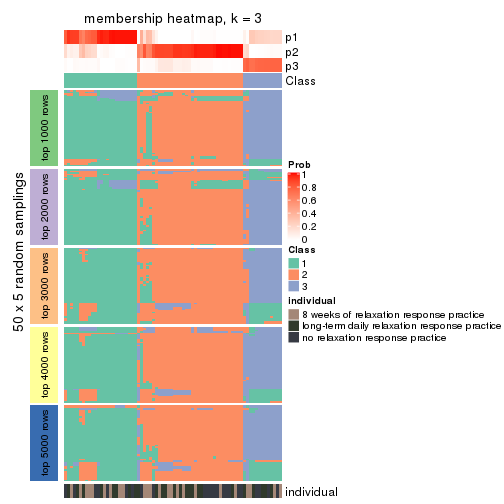 membership heatmap, k = 3
p1
p2
p3
Class
50 x 5 random samplings
top 1000 rows
top 2000 rows
top 3000 rows
top 4000 rows
top 5000 rows
individual
Prob
1
0.8
0.6
0.4
0.2
0
Class
1
2
3
individual
8 weeks of relaxation response practice
long-term daily relaxation response practice
no relaxation response practice